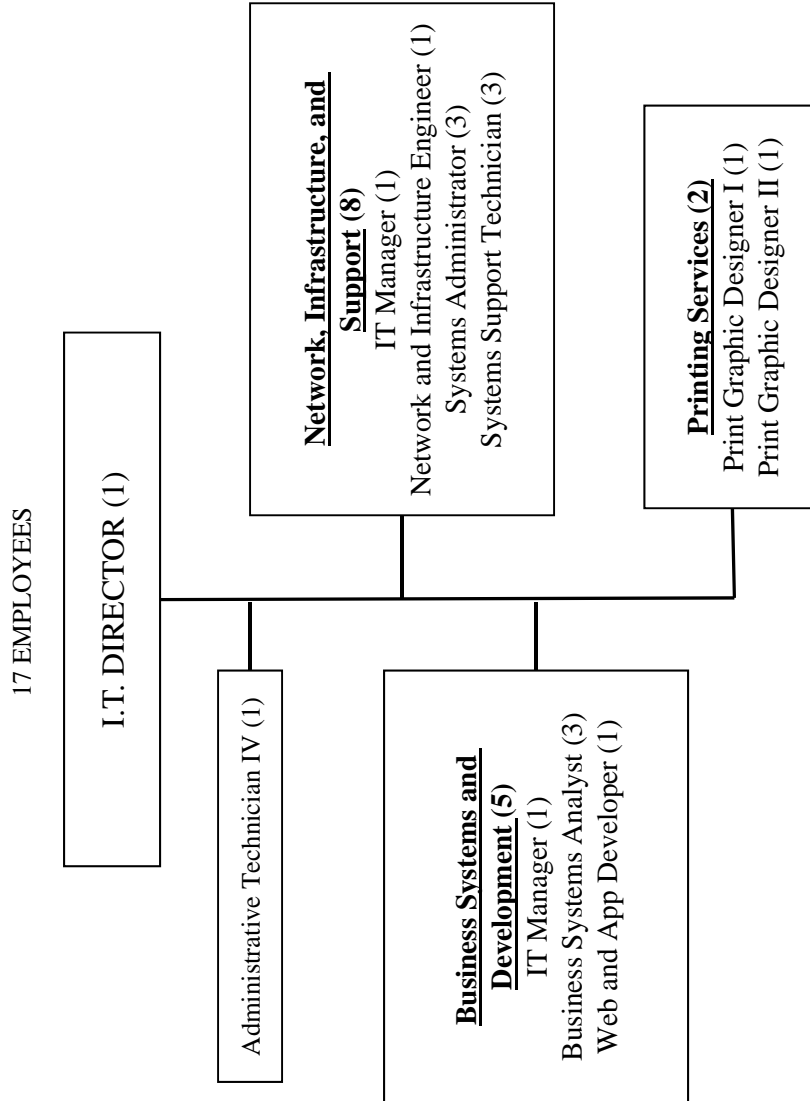 17 EMPLOYEES
I.T. DIRECTOR (1)
Administrative Technician IV (1)
Business Systems and
Development (5)
IT Manager (1)
Business Systems Analyst (3)
Web and App Developer (1)
Network, Infrastructure, and
Support (8)
IT Manager (1)
Network and Infrastructure Engineer (1)
Systems Administrator (3)
Systems Support Technician (3)
Printing Services (2)
Print Graphic Designer I (1)
Print Graphic Designer II (1)